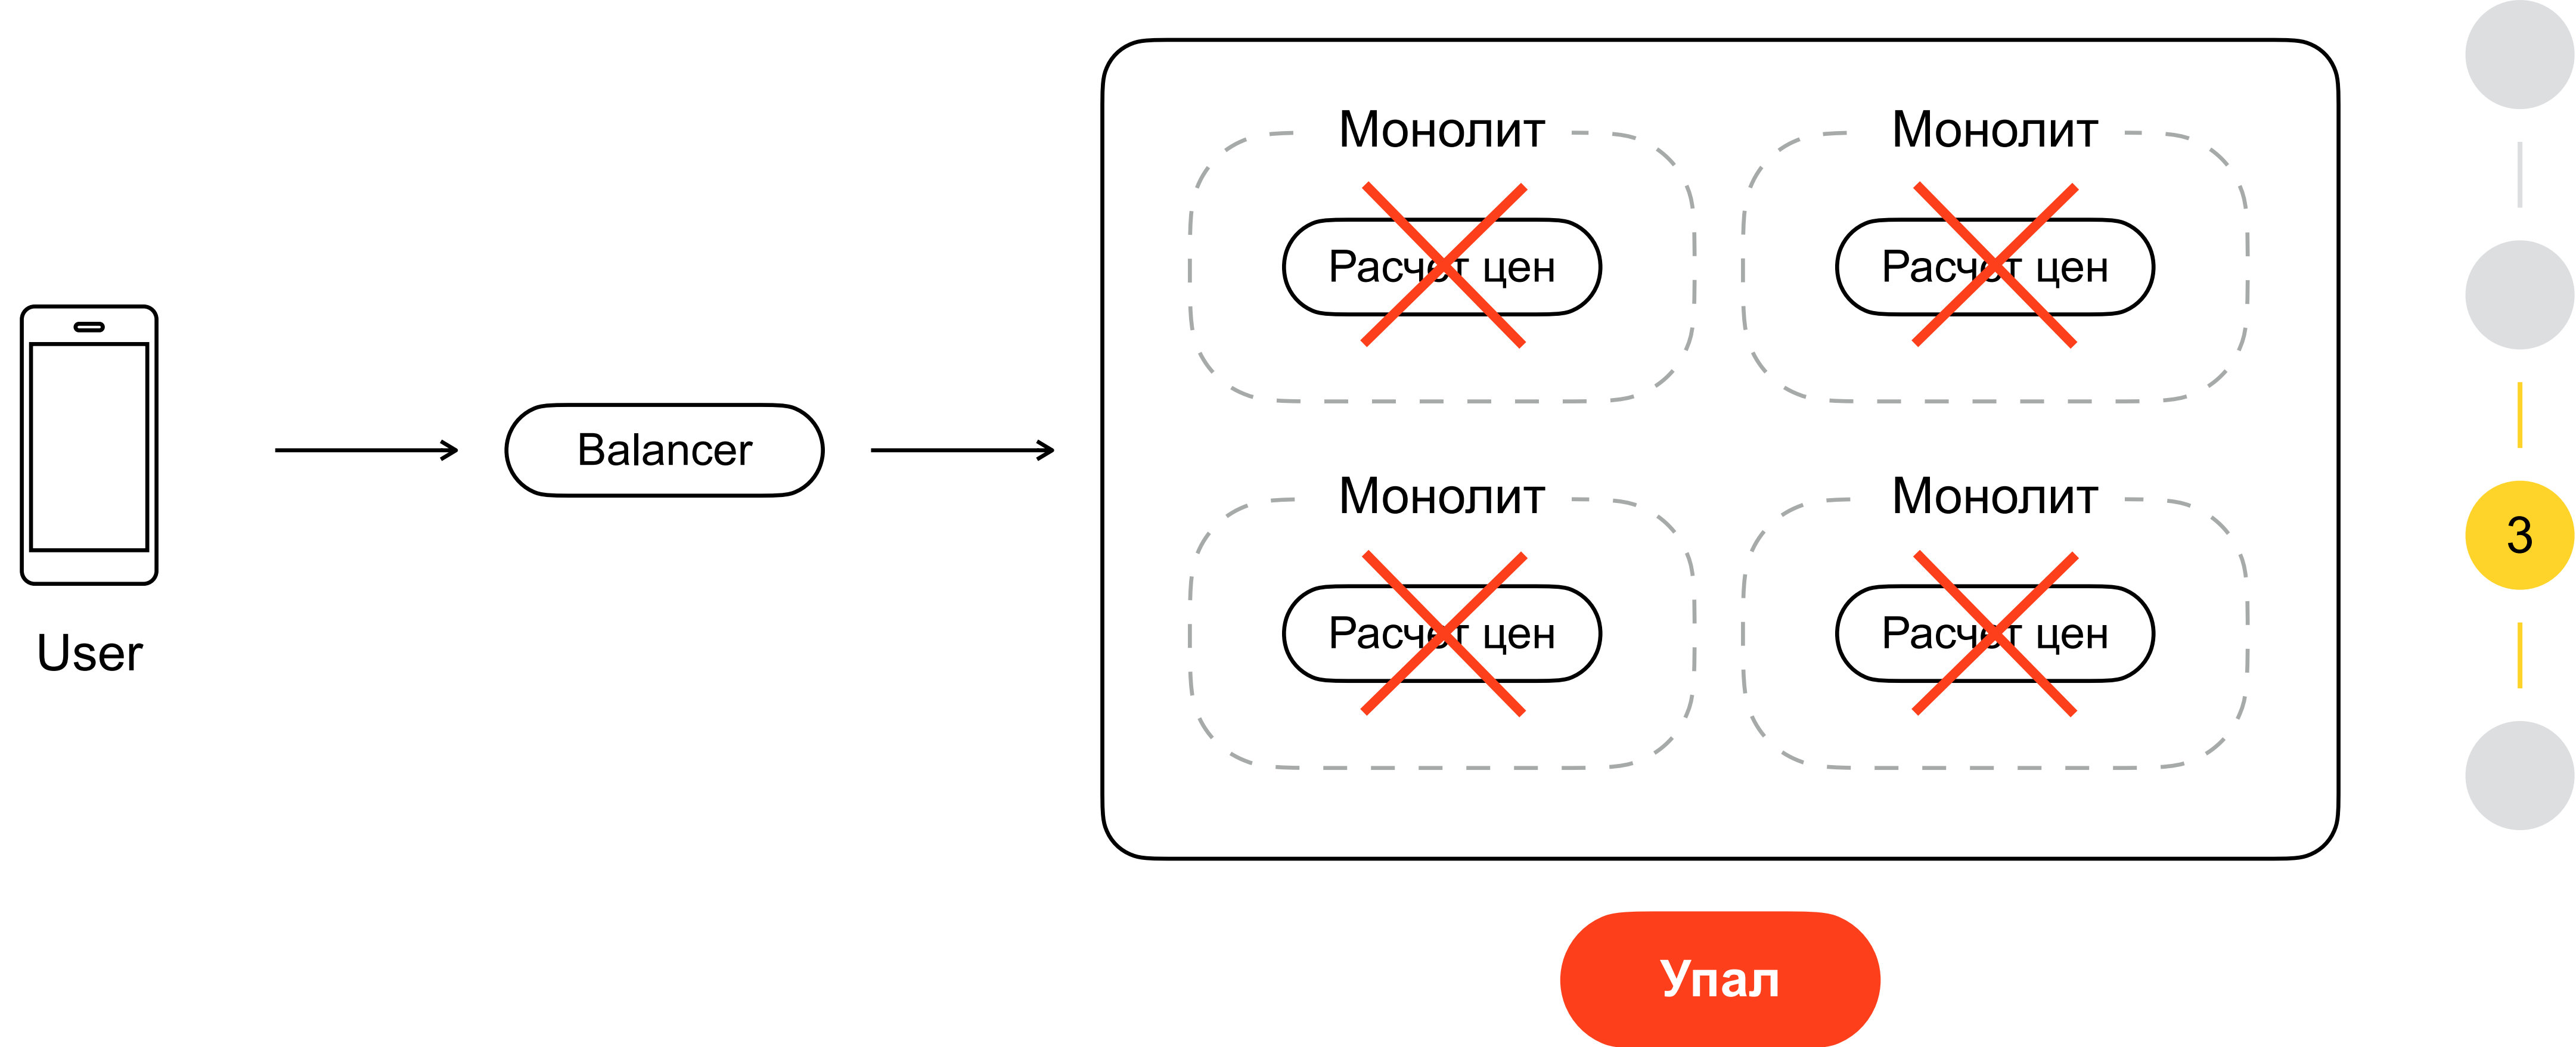 Монолит
Монолит
Расчет цен
Расчет цен
Balancer
Монолит
Монолит
3
Расчет цен
Расчет цен
User
Упал